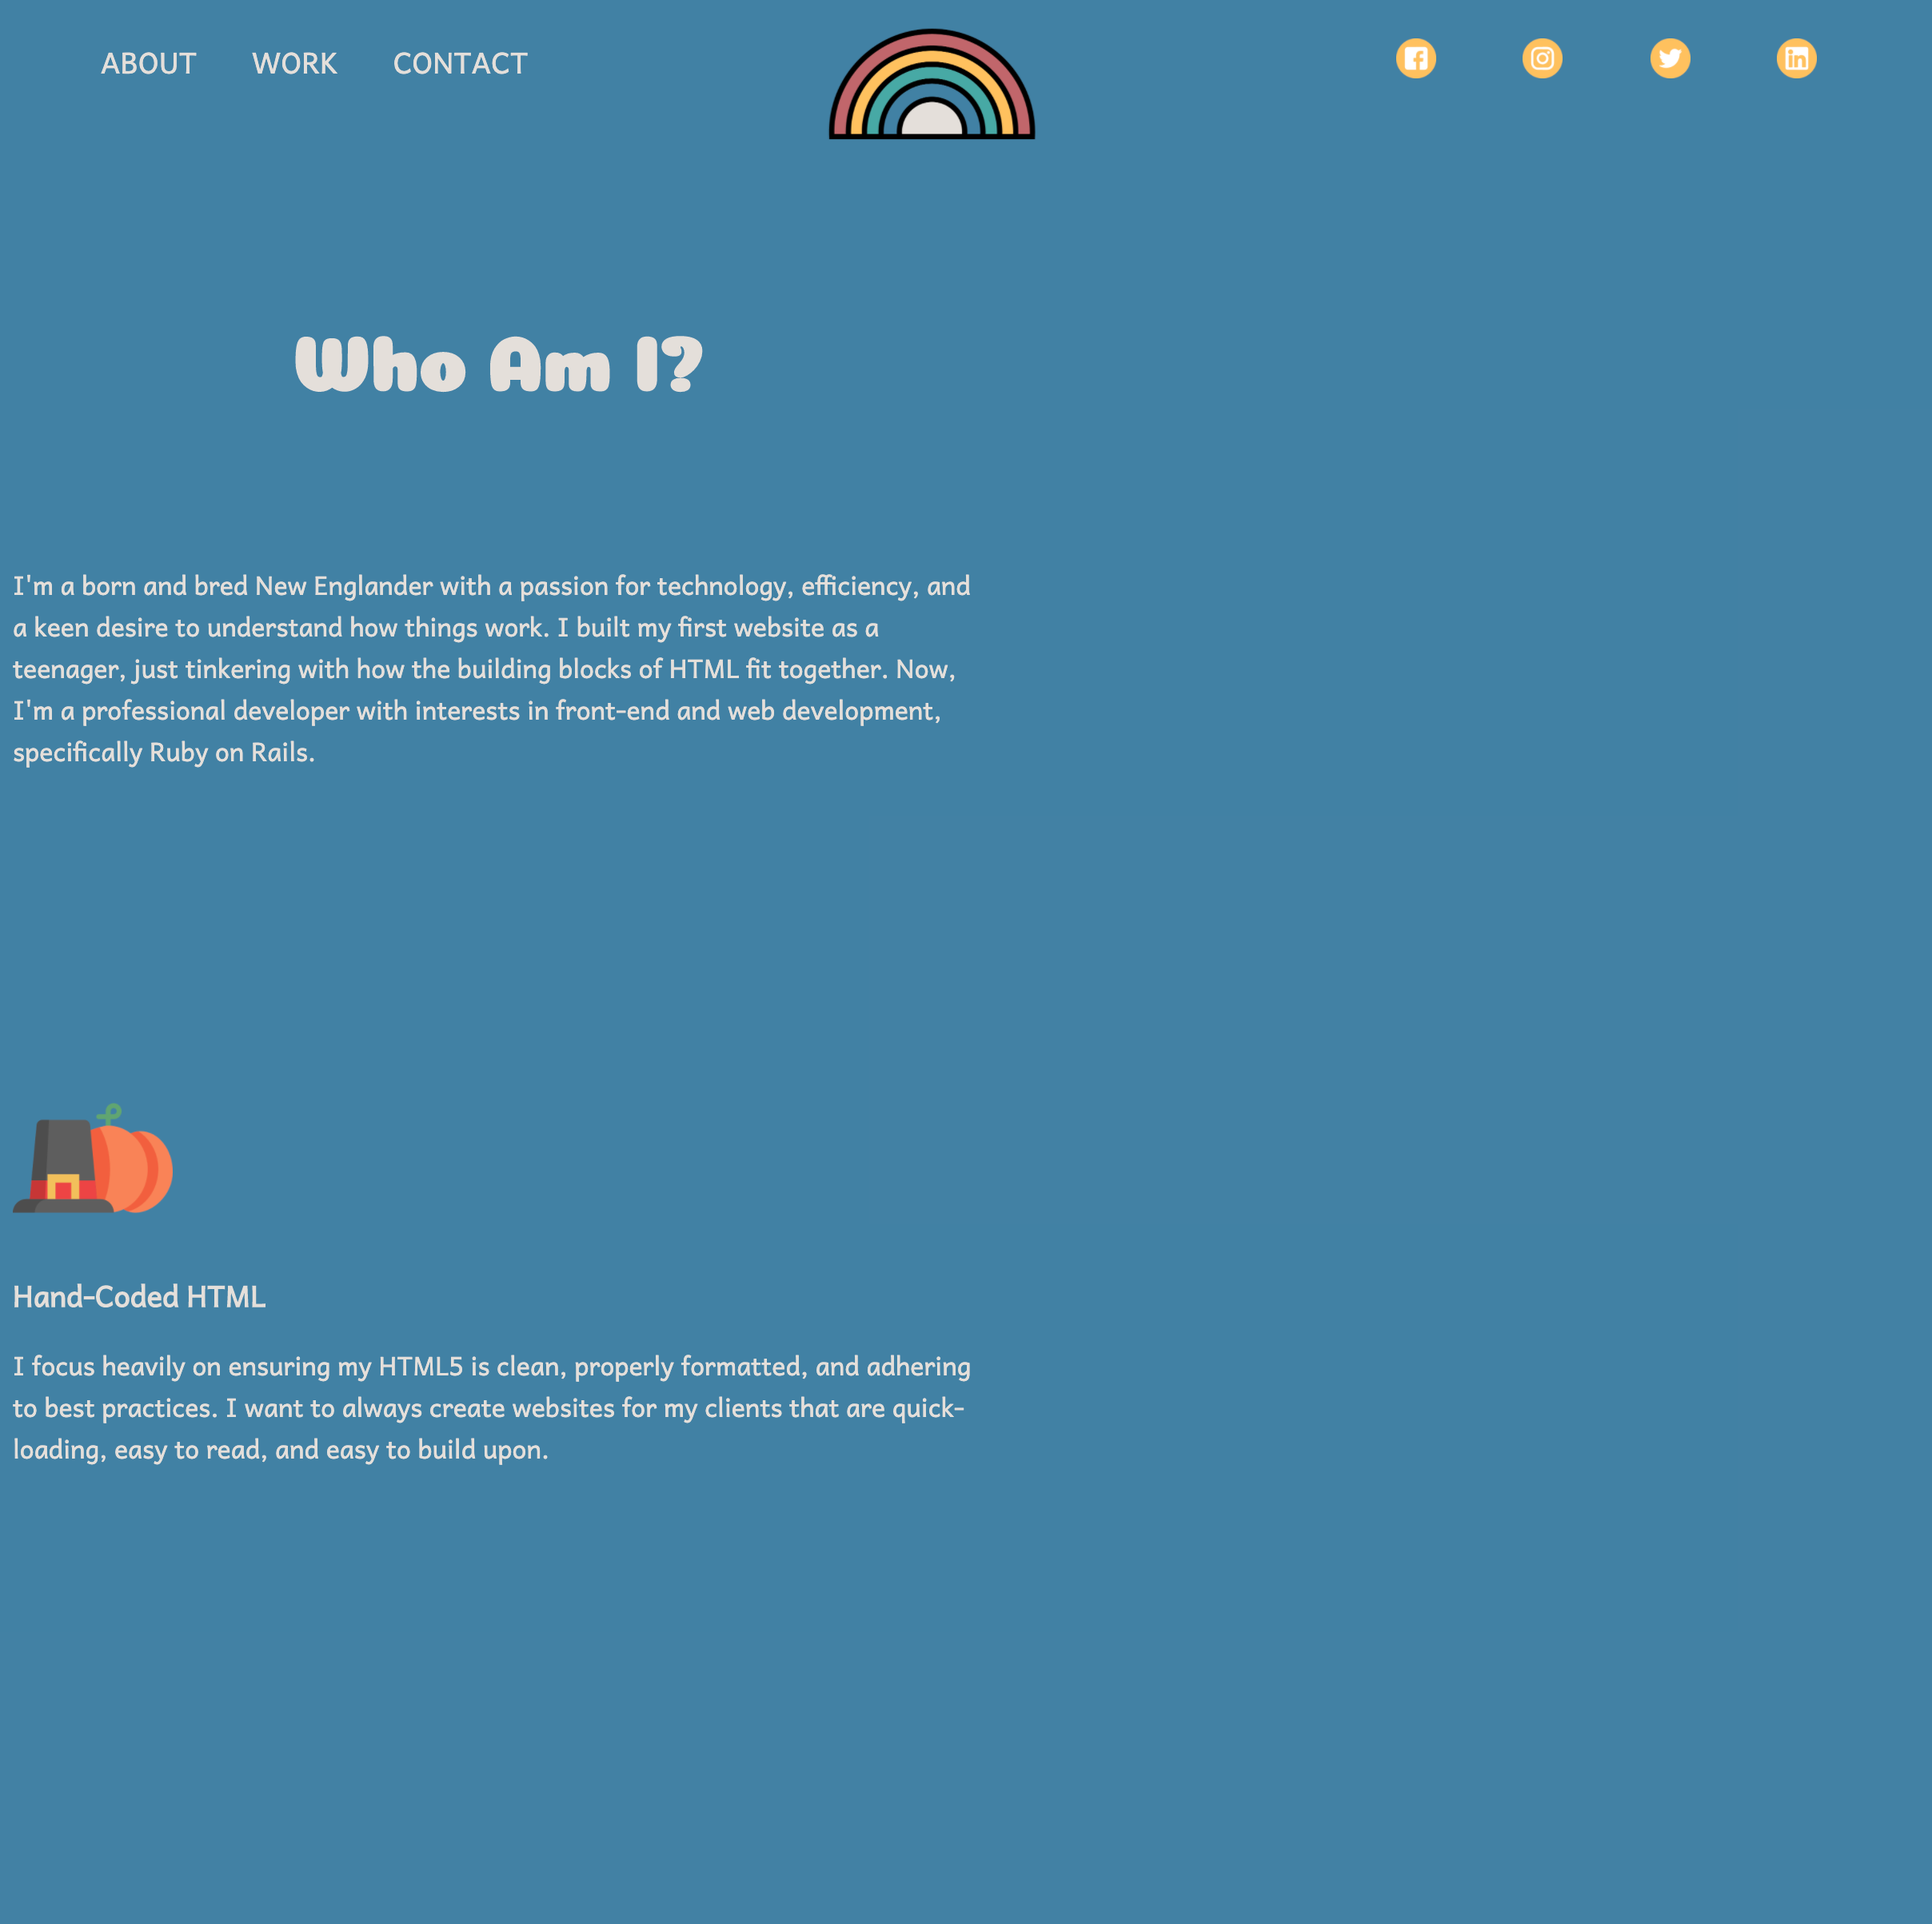 ABOUT WORK CONTACT
Who Am I?
I'm a born and bred New Englander with a passion for technology, efficiency, and
a keen desire to understand how things work. I built my first website as a
teenager, just tinkering with how the building blocks of HTML fit together. Now,
I'm a professional developer with interests in front-end and web development,
specifically Ruby on Rails.
Hand-Coded HTML
I focus heavily on ensuring my HTML5 is clean, properly formatted, and adhering
to best practices. I want to always create websites for my clients that are quick-
loading, easy to read, and easy to build upon.